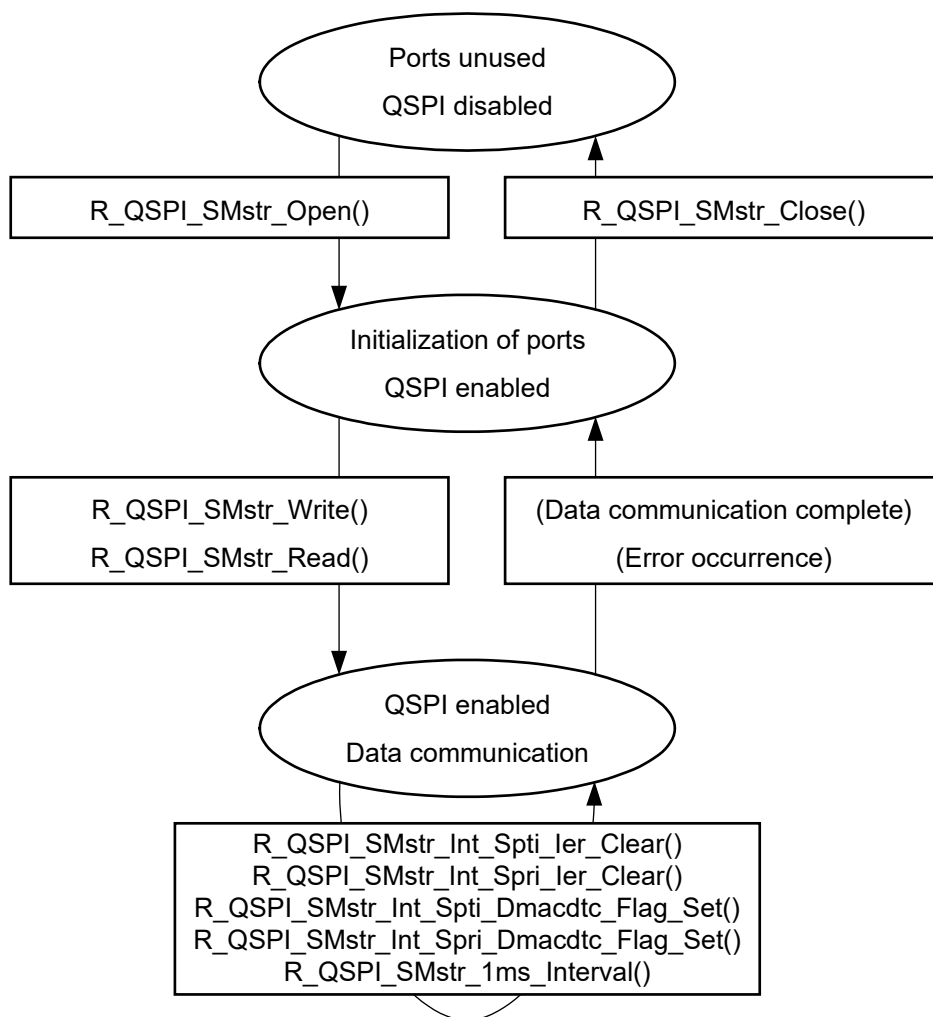 Ports unused
QSPI disabled
R_QSPI_SMstr_Open()
R_QSPI_SMstr_Close()
Initialization of ports
QSPI enabled
R_QSPI_SMstr_Write()
R_QSPI_SMstr_Read()
(Data communication complete)
(Error occurrence)
QSPI enabled
Data communication
R_QSPI_SMstr_Int_Spti_Ier_Clear()
R_QSPI_SMstr_Int_Spri_Ier_Clear()
R_QSPI_SMstr_Int_Spti_Dmacdtc_Flag_Set()
R_QSPI_SMstr_Int_Spri_Dmacdtc_Flag_Set()
R_QSPI_SMstr_1ms_Interval()